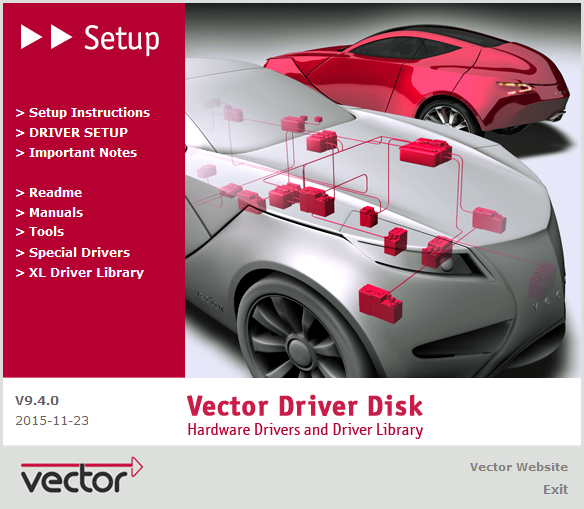 Setup
> Setup Instructions
> DRIVER SETUP
> Important Notes
> Readme
> Manuals
> Tools
> Special Drivers
> XL Driver Library
V9.4.0
2015-11-23
Vector Driver Disk
Hardware Drivers and Driver Library
vector
Vector Website
Exit